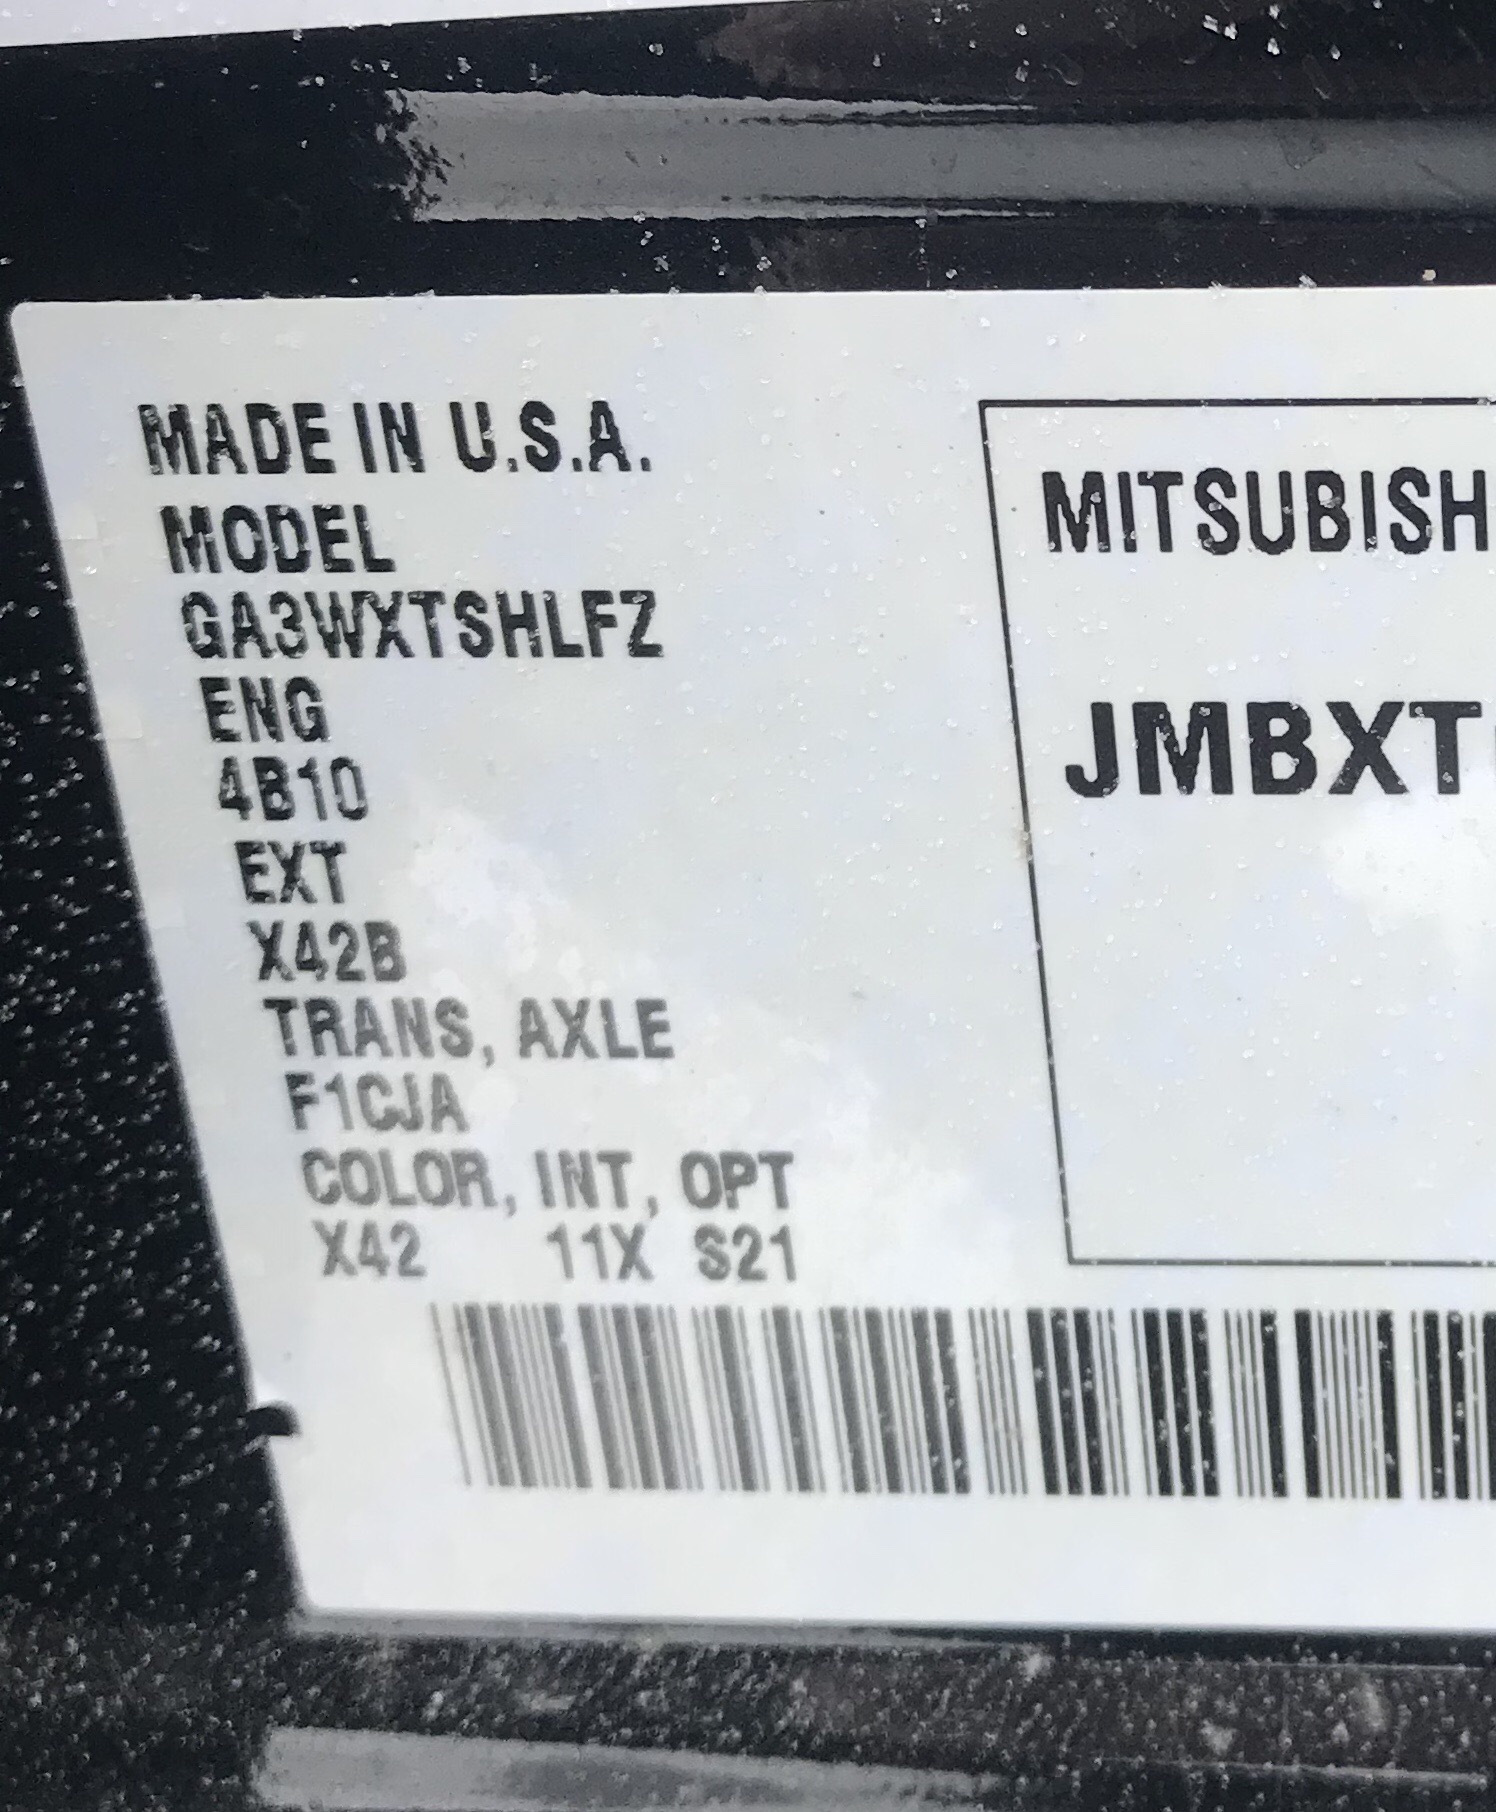 MADE IN U.S.A.
MODEL
GA3WXTSHLFZ
ENG
4B10
EXT
X42B
TRANS, AXLE
F1CJA
COLOR, INT, OPT
X42 11X S21
MITSUBISH
JMBXT